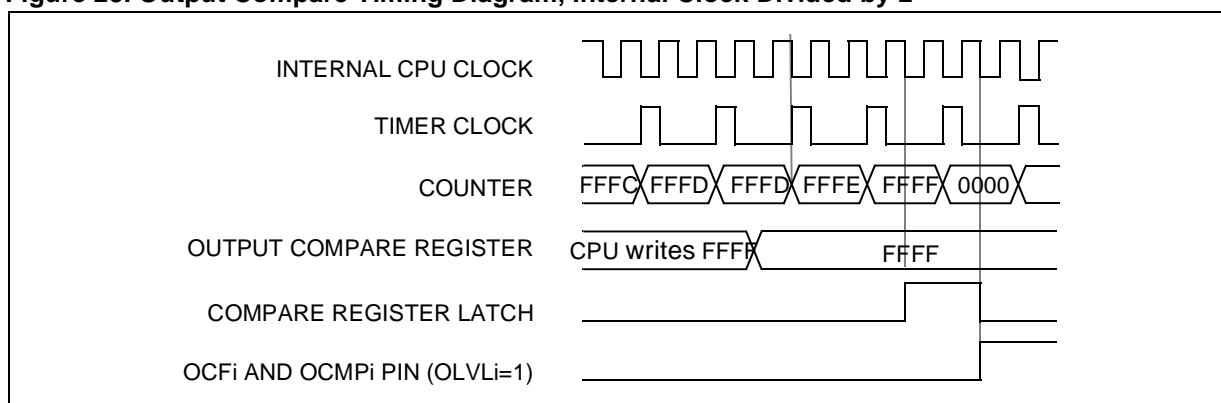 Figure 28. Output Compare Timing Diagram, Internal Clock Divided by 2
INTERNAL CPU CLOCK
TIMER CLOCK
COUNTER
FFFC FFFD FFFD FFFE FFFF 0000
OUTPUT COMPARE REGISTER
CPU writes FFFF FFFF
COMPARE REGISTER LATCH
OCFi AND OCMPi PIN (OLVLi=1)